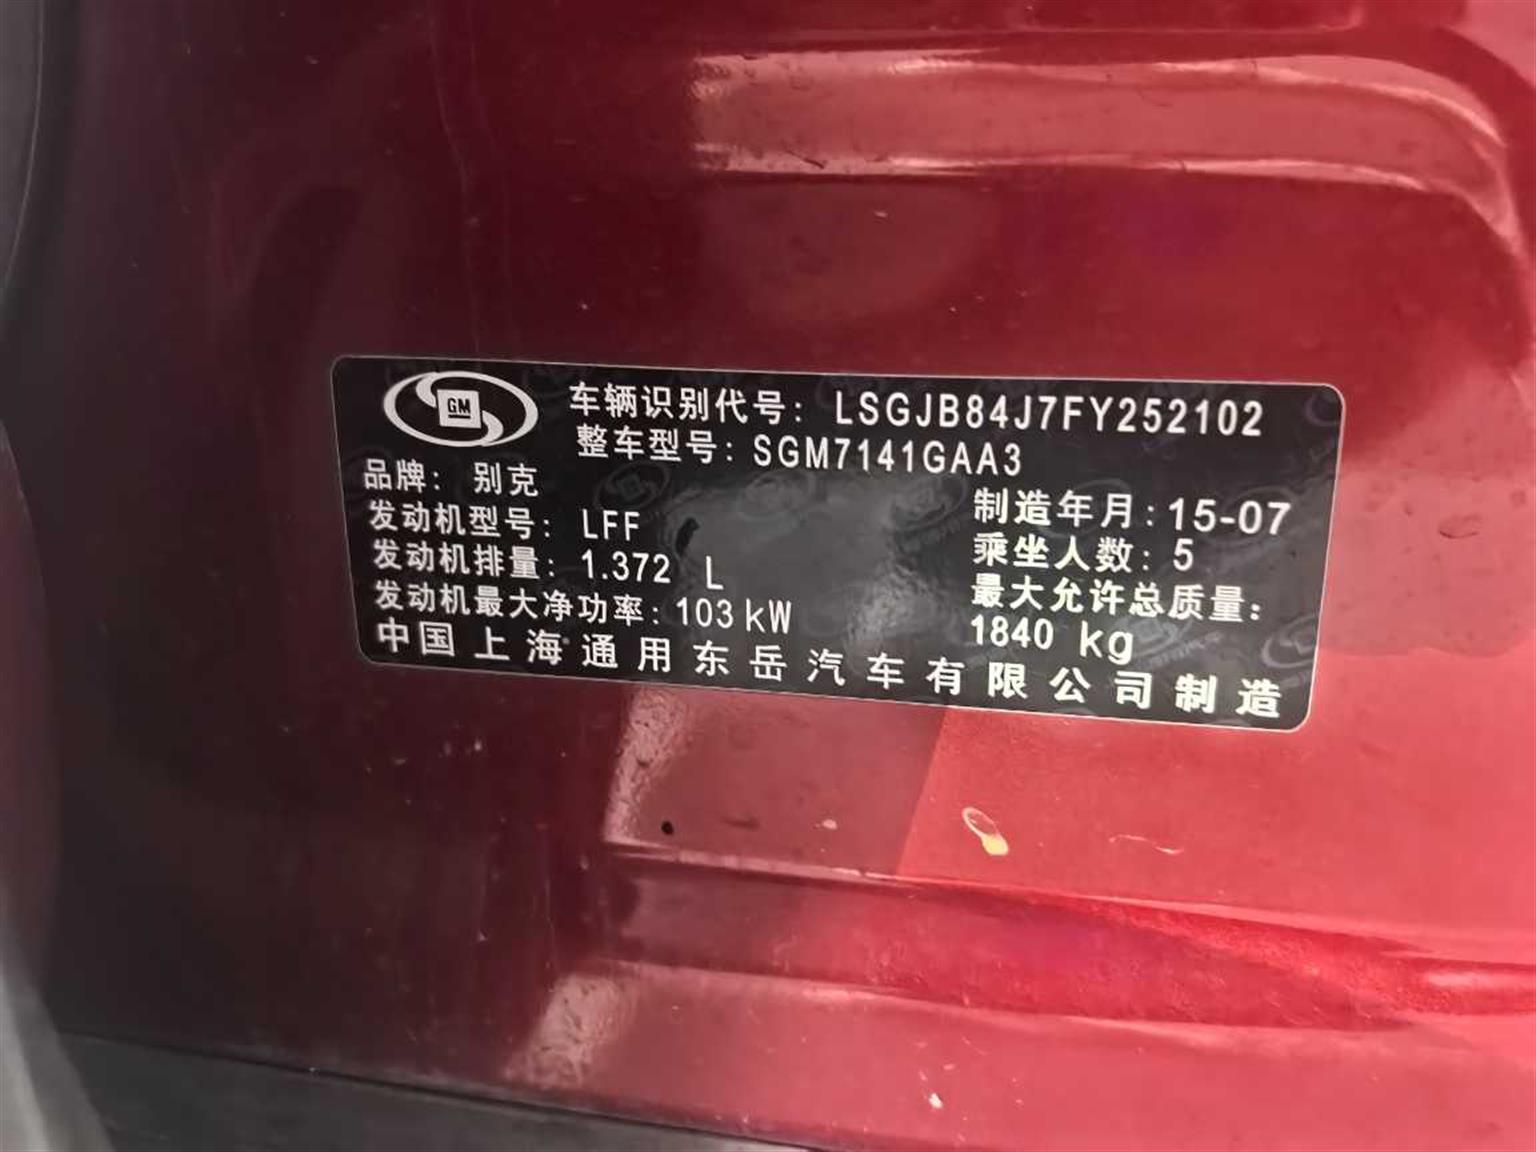 GM
车辆识别代号: LSGJB84J7FY252102
整车型号: SGM7141GAA3
品牌: 别克
发动机型号: LFF
制造年月: 15-07
发动机排量: 1.372 L
乘坐人数: 5
发动机最大净功率: 103 kW
最大允许总质量:
1840 kg
中国上海通用东岳汽车有限公司制造